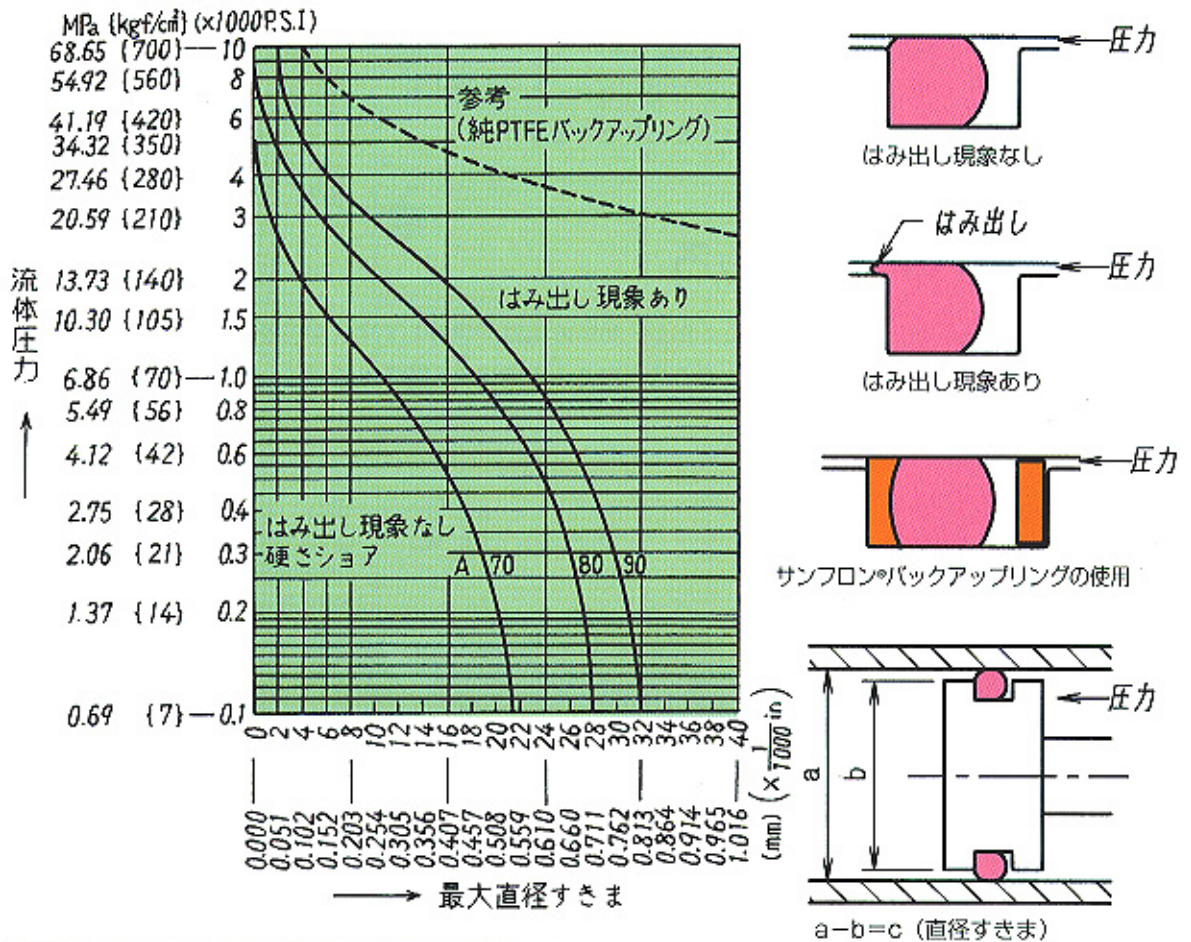 MPa {kgf/cm²} (×1000P.S.I)
68.65 {700} 10
54.92 {560} 8
41.19 {420} 6
34.32 {350}
27.46 {280} 4
20.59 {210} 3
13.73 {140} 2
10.30 {105} 1.5
6.86 {70} 1.0
5.49 {56} 0.8
4.12 {42} 0.6
2.75 {28} 0.4
2.06 {21} 0.3
1.37 {14} 0.2
0.69 {7} 0.1
流体圧力
参考
(純PTFEバックアップリング)
はみ出し現象あり
はみ出し現象なし
硬さショア
A 70 80 90
0 2 4 6 8 10 12 14 16 18 20 22 24 26 28 30 32 34 36 38 40 (×1/1000 in)
0.000 0.051 0.102 0.152 0.203 0.254 0.305 0.356 0.407 0.457 0.508 0.559 0.610 0.660 0.711 0.762 0.813 0.864 0.914 0.965 1.016 (mm)
最大直径すきま
圧力
はみ出し現象なし
はみ出し
圧力
はみ出し現象あり
圧力
サンフロン®バックアップリングの使用
圧力
a
b
a−b=c (直径すきま)